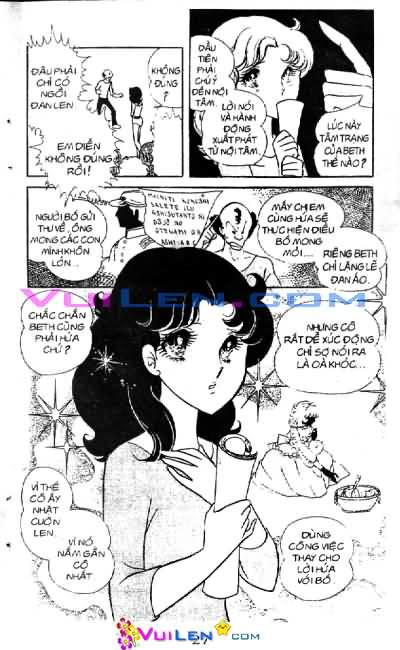 ĐÂU PHẢI
CHỈ CÓ
NGỒI
ĐAN LEN
KHÔNG
ĐÚNG
?
EM DIỄN
KHÔNG ĐÚNG
RỒI!
ĐẦU
TIÊN
PHẢI
CHÚ Ý
ĐẾN NỘI
TÂM.
LỜI NÓI
VÀ HÀNH
ĐỘNG
XUẤT PHÁT
TỪ NỘI TÂM.
LÚC NÀY
TÂM TRẠNG
CỦA BETH
THẾ NÀO?
NGƯỜI BỐ GỬI
THƯ VỀ, ÔNG
MONG CÁC CON
MÌNH KHÔN
LỚN...
MẤY CHỊ EM
CÙNG HỨA SẼ
THỰC HIỆN ĐIỀU
BỐ MONG
MỎI....
RIÊNG BETH
CHỈ LẶNG LẼ
ĐAN ÁO.
VUILEN.COM
CHẮC CHẮN
BETH CŨNG
PHẢI HỨA
CHỨ?
NHƯNG CÔ
RẤT DỄ XÚC ĐỘNG,
CHỈ SỢ NÓI RA
LÀ OÀ KHÓC...
VÌ THẾ
CÔ ẤY
NHẶT
CUỘN
LEN
VÌ NÓ
NẰM GẦN
CÔ
NHẤT
DÙNG
CÔNG VIỆC
THAY CHO
LỜI HỨA
VỚI BỐ.
27
VUILEN
.COM